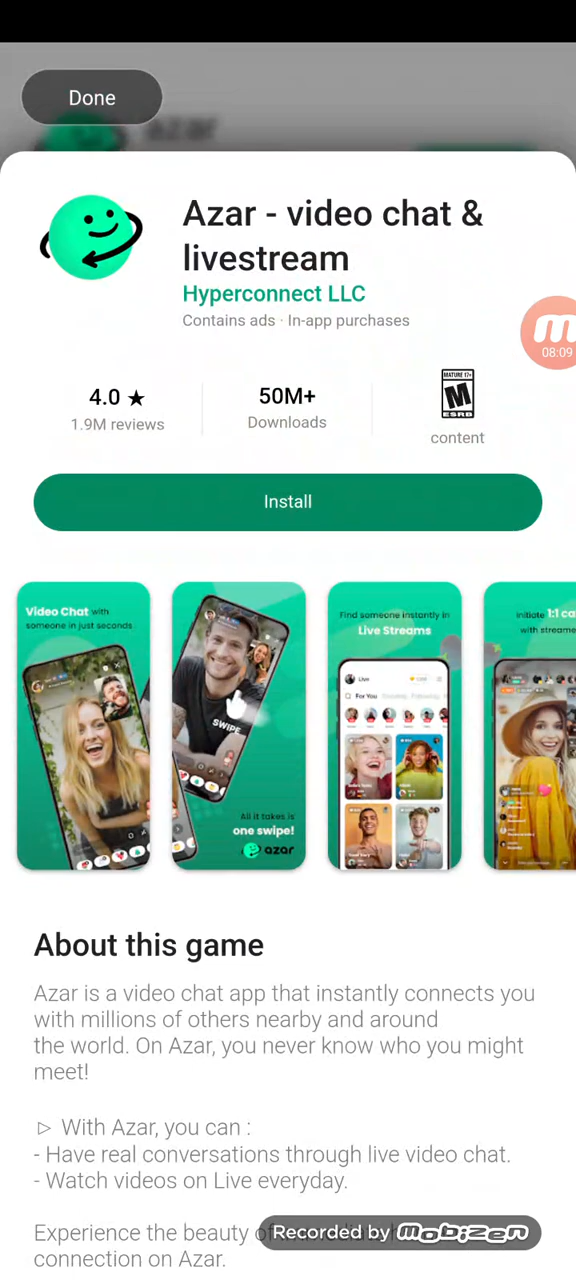 Done
azar
Azar - video chat &
livestream
Hyperconnect LLC
Contains ads · In-app purchases
08:09
4.0 ★
1.9M reviews
50M+
Downloads
MATURE 17+
M
ESRB
content
Install
Video Chat with
someone in just seconds
SWIPE
All it takes is
one swipe!
azar
Find someone instantly in
Live Streams
Live
For You
Initiate 1:1 ca
with streame
About this game
Azar is a video chat app that instantly connects you
with millions of others nearby and around
the world. On Azar, you never know who you might
meet!
▷ With Azar, you can :
- Have real conversations through live video chat.
- Watch videos on Live everyday.
Experience the beauty of
connection on Azar.
Recorded by mobizen